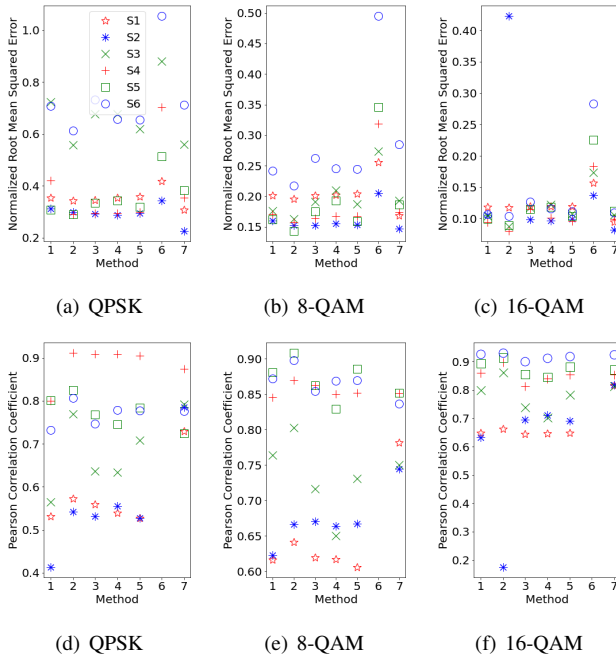 Normalized Root Mean Squared Error
1.0
0.8
0.6
0.4
0.2
S1
S2
S3
S4
S5
S6
1 2 3 4 5 6 7
Method
(a) QPSK
Normalized Root Mean Squared Error
0.50
0.45
0.40
0.35
0.30
0.25
0.20
0.15
1 2 3 4 5 6 7
Method
(b) 8-QAM
Normalized Root Mean Squared Error
0.40
0.35
0.30
0.25
0.20
0.15
0.10
1 2 3 4 5 6 7
Method
(c) 16-QAM
Pearson Correlation Coefficient
0.9
0.8
0.7
0.6
0.5
0.4
1 2 3 4 5 7
Method
(d) QPSK
Pearson Correlation Coefficient
0.90
0.85
0.80
0.75
0.70
0.65
0.60
1 2 3 4 5 7
Method
(e) 8-QAM
Pearson Correlation Coefficient
0.9
0.8
0.7
0.6
0.5
0.4
0.3
0.2
1 2 3 4 5 6 7
Method
(f) 16-QAM